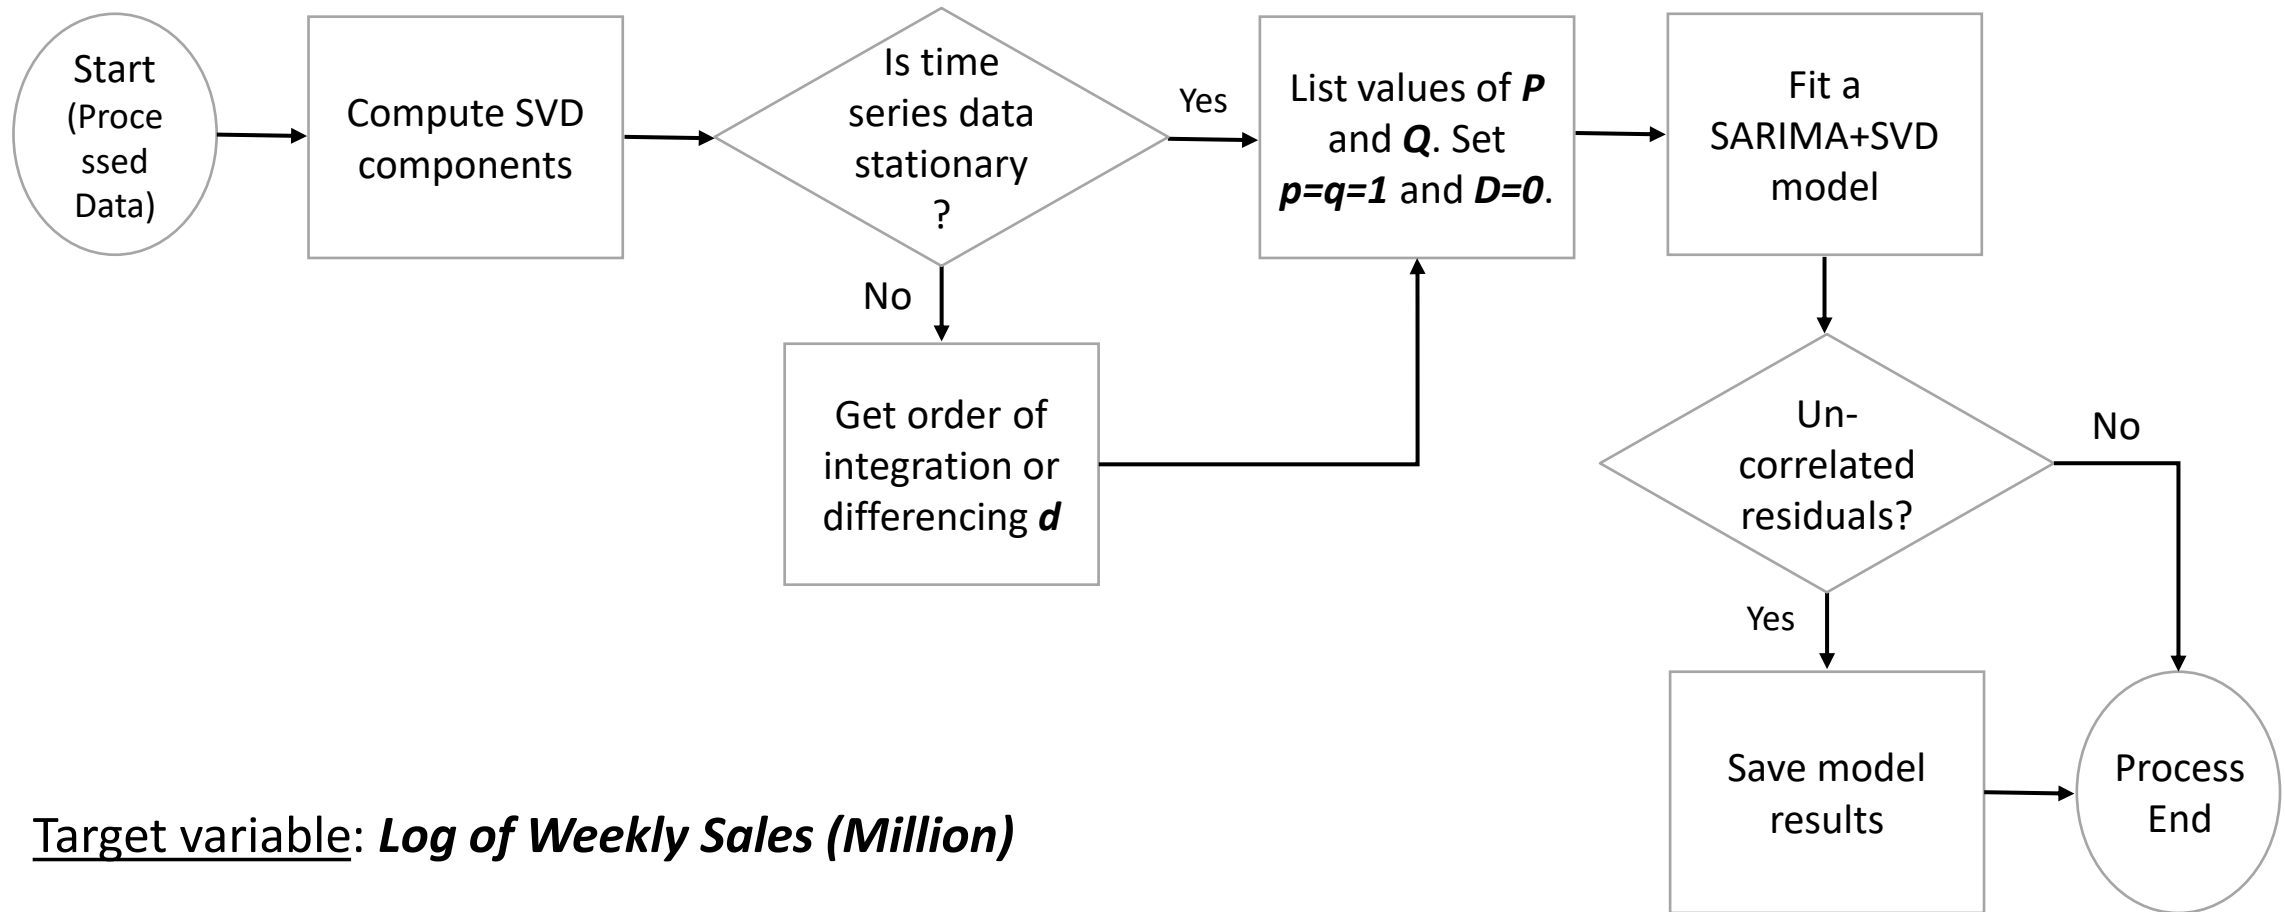 Start
(Proce
ssed
Data)
Compute SVD
components
Is time
series data
stationary
?
Yes
No
Get order of
integration or
differencing d
List values of P
and Q. Set
p=q=1 and D=0.
Fit a
SARIMA+SVD
model
Un-
correlated
residuals?
No
Yes
Save model
results
Process
End
Target variable: Log of Weekly Sales (Million)